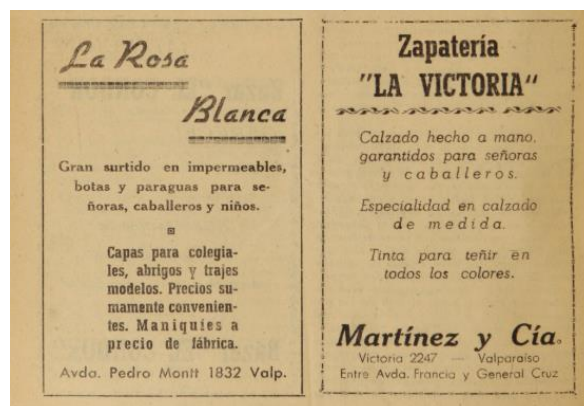 La Rosa
Blanca
Gran surtido en impermeables,
botas y paraguas para se-
ñoras, caballeros y niños.
Capas para colegia-
les, abrigos y trajes
modelos. Precios su-
mamente convenien-
tes. Maniquíes a
precio de fábrica.
Avda. Pedro Montt 1832 Valp.
Zapatería
"LA VICTORIA"
Calzado hecho a mano,
garantidos para señoras
y caballeros.
Especialidad en calzado
de medida.
Tinta para teñir en
todos los colores.
Martínez y Cía.
Victoria 2247 — Valparaíso
Entre Avda. Francia y General Cruz